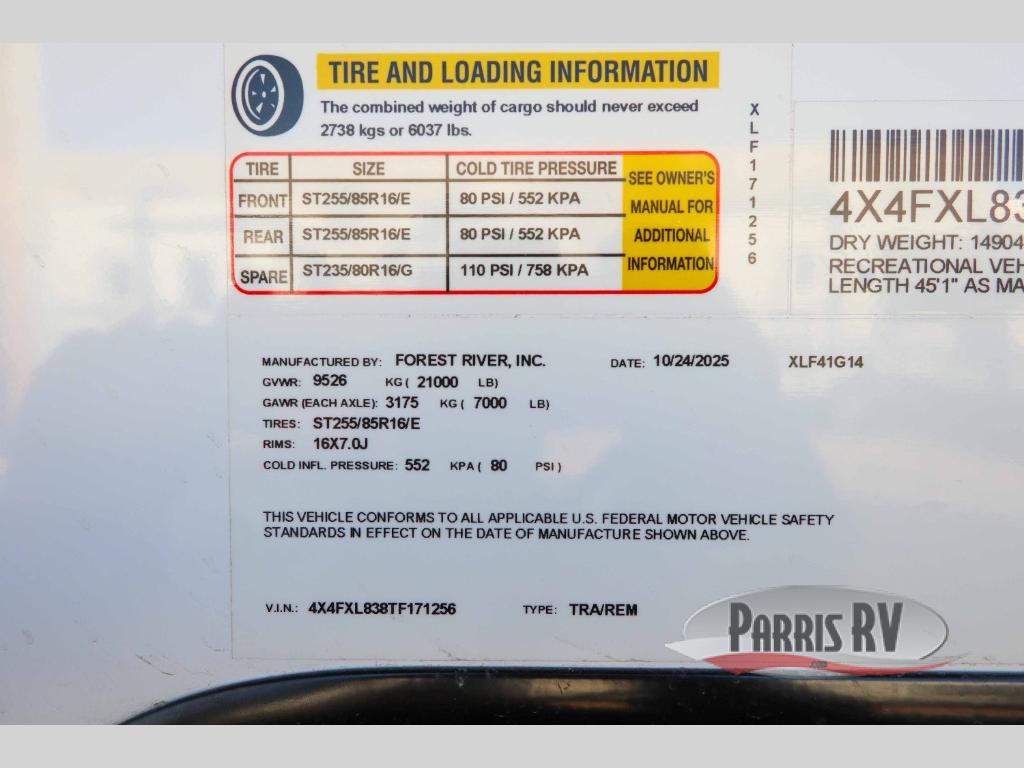 TIRE AND LOADING INFORMATION
The combined weight of cargo should never exceed
2738 kgs or 6037 lbs.
TIRE SIZE COLD TIRE PRESSURE
FRONT ST255/85R16/E 80 PSI / 552 KPA
REAR ST255/85R16/E 80 PSI / 552 KPA
SPARE ST235/80R16/G 110 PSI / 758 KPA
SEE OWNER'S
MANUAL FOR
ADDITIONAL
INFORMATION
XLF171256
4X4FXL83
DRY WEIGHT: 14904
RECREATIONAL VEH
LENGTH 45'1" AS MA
MANUFACTURED BY: FOREST RIVER, INC. DATE: 10/24/2025 XLF41G14
GVWR: 9526 KG ( 21000 LB)
GAWR (EACH AXLE): 3175 KG ( 7000 LB)
TIRES: ST255/85R16/E
RIMS: 16X7.0J
COLD INFL. PRESSURE: 552 KPA ( 80 PSI )
THIS VEHICLE CONFORMS TO ALL APPLICABLE U.S. FEDERAL MOTOR VEHICLE SAFETY
STANDARDS IN EFFECT ON THE DATE OF MANUFACTURE SHOWN ABOVE.
V.I.N.: 4X4FXL838TF171256 TYPE: TRA/REM
PARRIS RV
.com